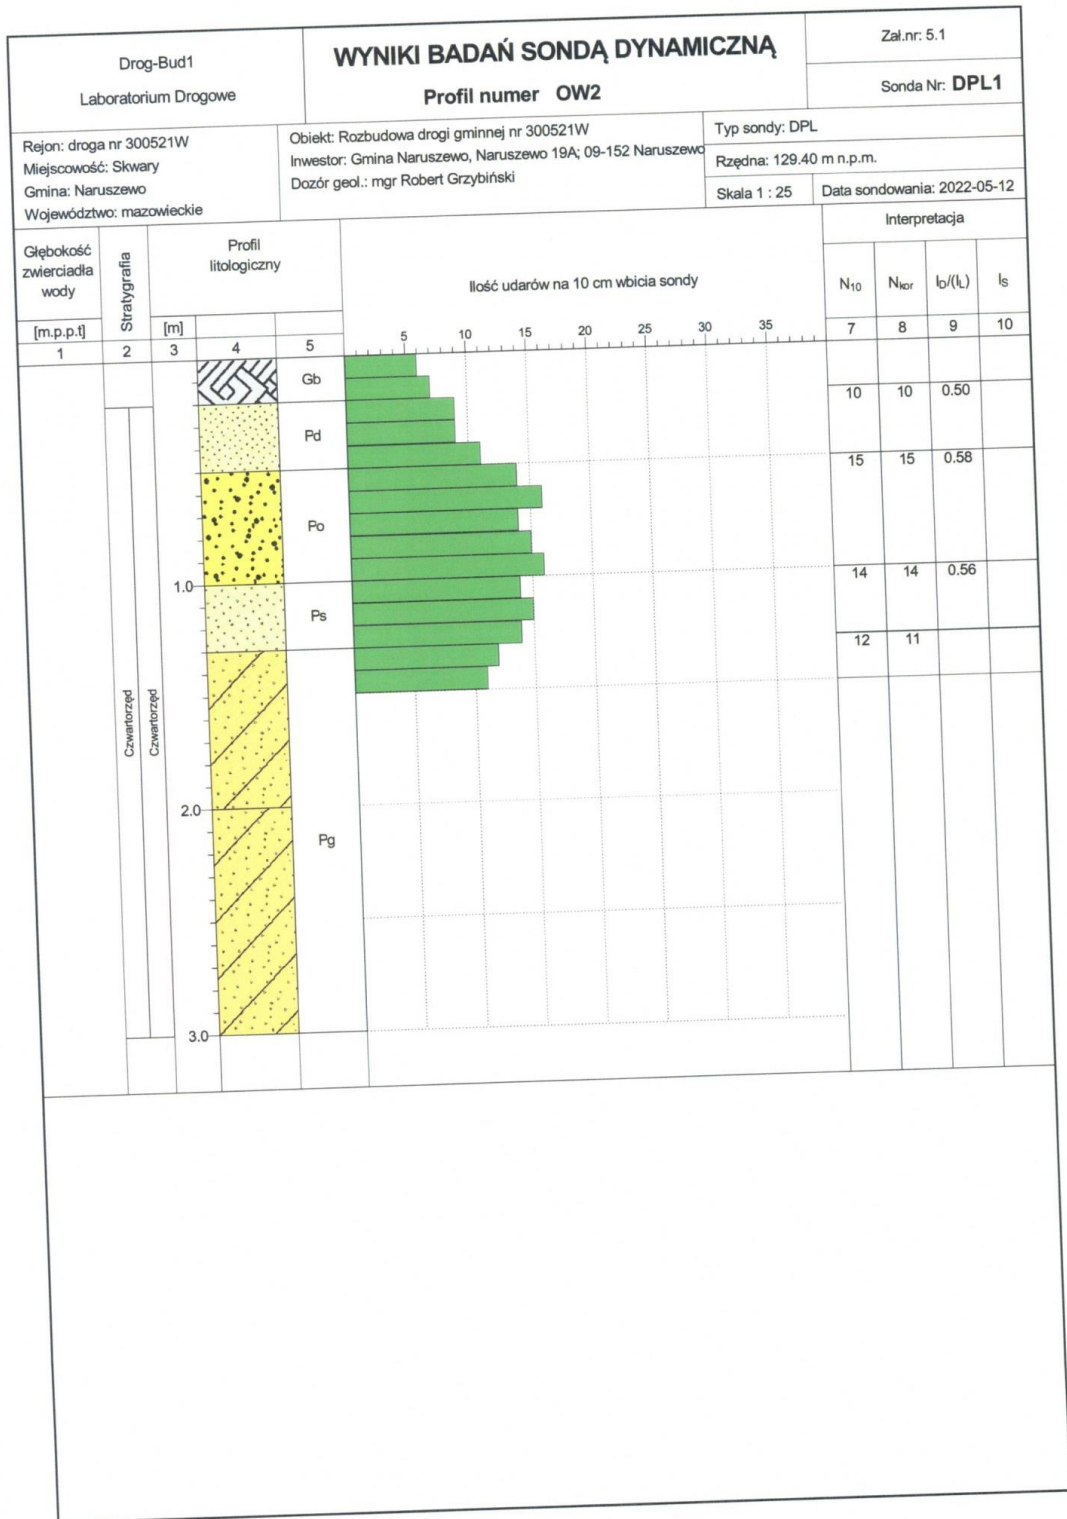 Drog-Bud1
Laboratorium Drogowe
WYNIKI BADAŃ SONDĄ DYNAMICZNĄ
Profil numer OW2
Zał.nr: 5.1
Sonda Nr: DPL1
Rejon: droga nr 300521W
Miejscowość: Skwary
Gmina: Naruszewo
Województwo: mazowieckie
Obiekt: Rozbudowa drogi gminnej nr 300521W
Inwestor: Gmina Naruszewo, Naruszewo 19A; 09-152 Naruszewo
Dozór geol.: mgr Robert Grzybiński
Typ sondy: DPL
Rzędna: 129.40 m n.p.m.
Skala 1 : 25
Data sondowania: 2022-05-12
Głębokość
zwierciadła
wody
[m.p.p.t]
Stratygrafia
Profil
litologiczny
[m]
Ilość udarów na 10 cm wbicia sondy
Interpretacja
N10 Nkor ID/(IL) IS
5 10 15 20 25 30 35
1 2 3 4 5 7 8 9 10
Gb
10 10 0.50
Pd
15 15 0.58
Po
1.0
14 14 0.56
Ps
12 11
Czwartorzęd
Czwartorzęd
2.0
Pg
3.0